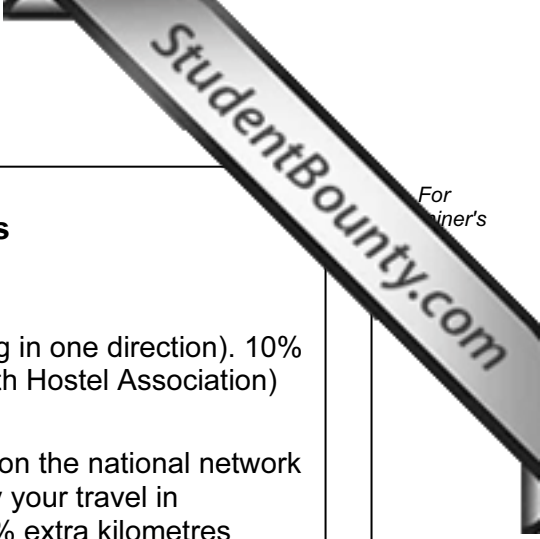 StudentBounty.com
For
iner's
s
g in one direction). 10%
th Hostel Association)
on the national network
your travel in
% extra kilometres